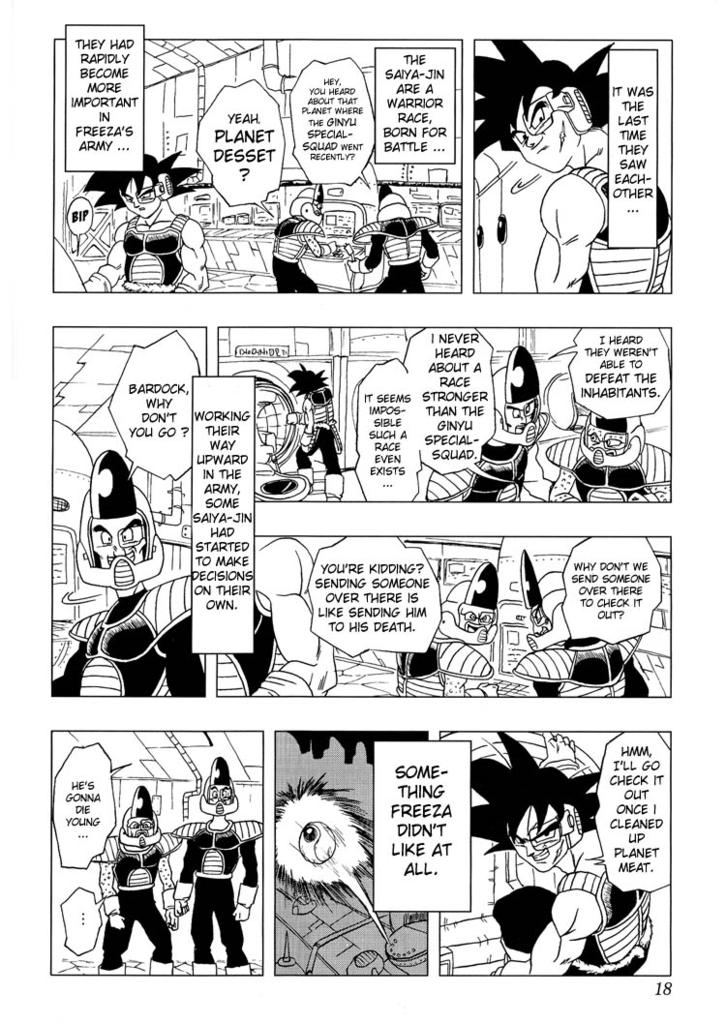 IT WAS
THE
LAST
TIME
THEY
SAW
EACH-
OTHER
...
THE
SAIYA-JIN
ARE A
WARRIOR
RACE,
BORN FOR
BATTLE ...
HEY,
YOU HEARD
ABOUT THAT
PLANET WHERE
THE GINYU
SPECIAL-
SQUAD WENT
RECENTLY?
YEAH.
PLANET
DESSET
?
THEY HAD
RAPIDLY
BECOME
MORE
IMPORTANT
IN
FREEZA'S
ARMY ...
BIP
I HEARD
THEY WEREN'T
ABLE TO
DEFEAT THE
INHABITANTS.
I NEVER
HEARD
ABOUT A
RACE
STRONGER
THAN THE
GINYU
SPECIAL-
SQUAD.
IT SEEMS
IMPOS-
SIBLE
SUCH A
RACE
EVEN
EXISTS
...
WHY DON'T WE
SEND SOMEONE
OVER THERE
TO CHECK IT
OUT?
YOU'RE KIDDING?
SENDING SOMEONE
OVER THERE IS
LIKE SENDING HIM
TO HIS DEATH.
WORKING
THEIR
WAY
UPWARD
IN THE
ARMY,
SOME
SAIYA-JIN
HAD
STARTED
TO MAKE
DECISIONS
ON THEIR
OWN.
BARDOCK,
WHY
DON'T
YOU GO ?
HMM,
I'LL GO
CHECK IT
OUT
ONCE I
CLEANED
UP
PLANET
MEAT.
SOME-
THING
FREEZA
DIDN'T
LIKE AT
ALL.
HE'S
GONNA
DIE
YOUNG
...
...
18